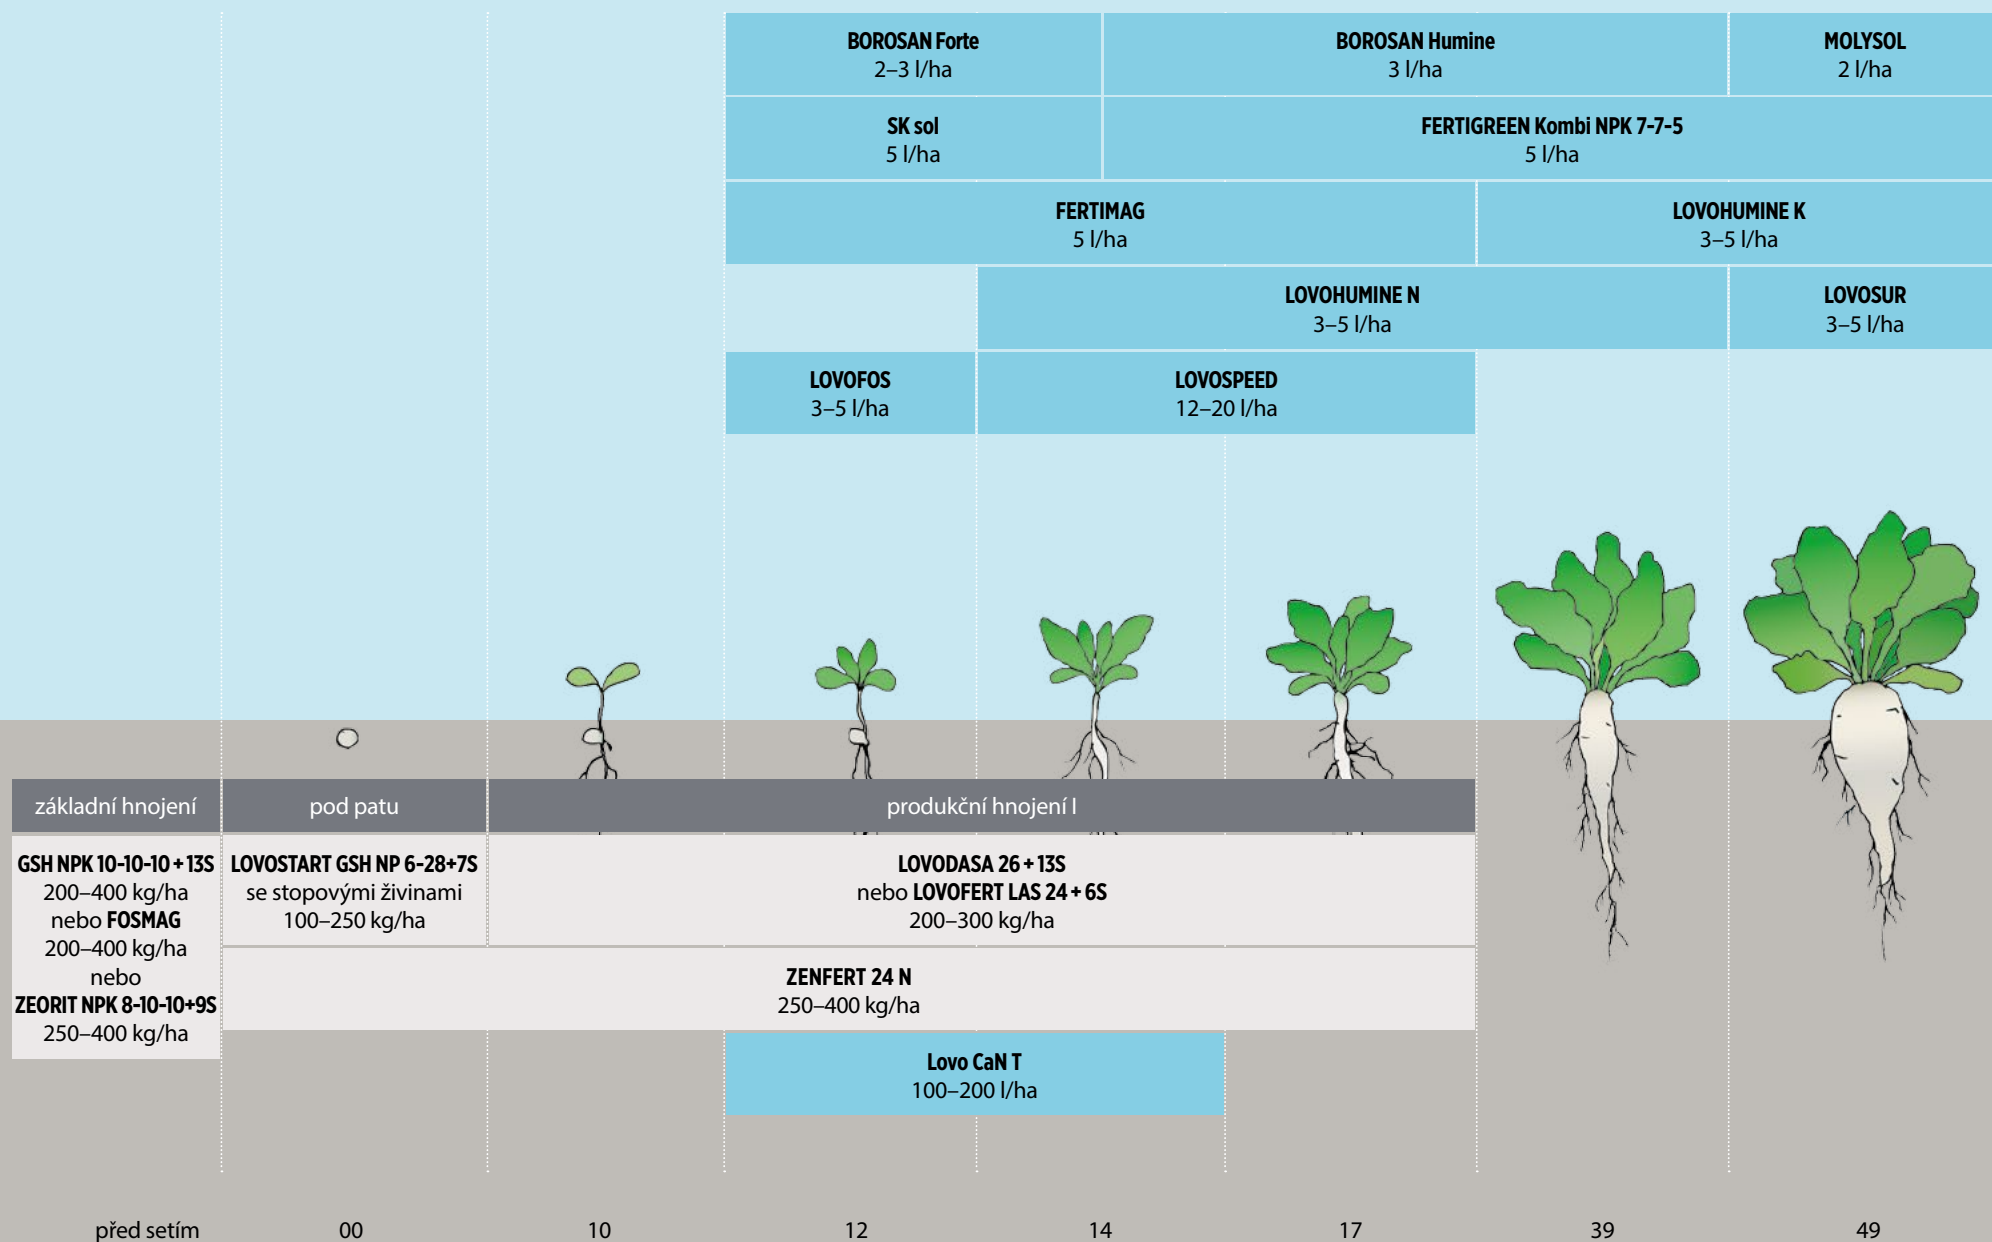 BOROSAN Forte
2–3 l/ha
BOROSAN Humine
3 l/ha
MOLYSOL
2 l/ha
SK sol
5 l/ha
FERTIGREEN Kombi NPK 7-7-5
5 l/ha
FERTIMAG
5 l/ha
LOVOHUMINE K
3–5 l/ha
LOVOHUMINE N
3–5 l/ha
LOVOSUR
3–5 l/ha
LOVOFOS
3–5 l/ha
LOVOSPEED
12–20 l/ha
základní hnojení
pod patu
produkční hnojení I
GSH NPK 10-10-10 + 13S
200–400 kg/ha
nebo FOSMAG
200–400 kg/ha
nebo
ZEORIT NPK 8-10-10+9S
250–400 kg/ha
LOVOSTART GSH NP 6-28+7S
se stopovými živinami
100–250 kg/ha
LOVODASA 26 + 13S
nebo LOVOFERT LAS 24 + 6S
200–300 kg/ha
ZENFERT 24 N
250–400 kg/ha
Lovo CaN T
100–200 l/ha
před setím
00
10
12
14
17
39
49